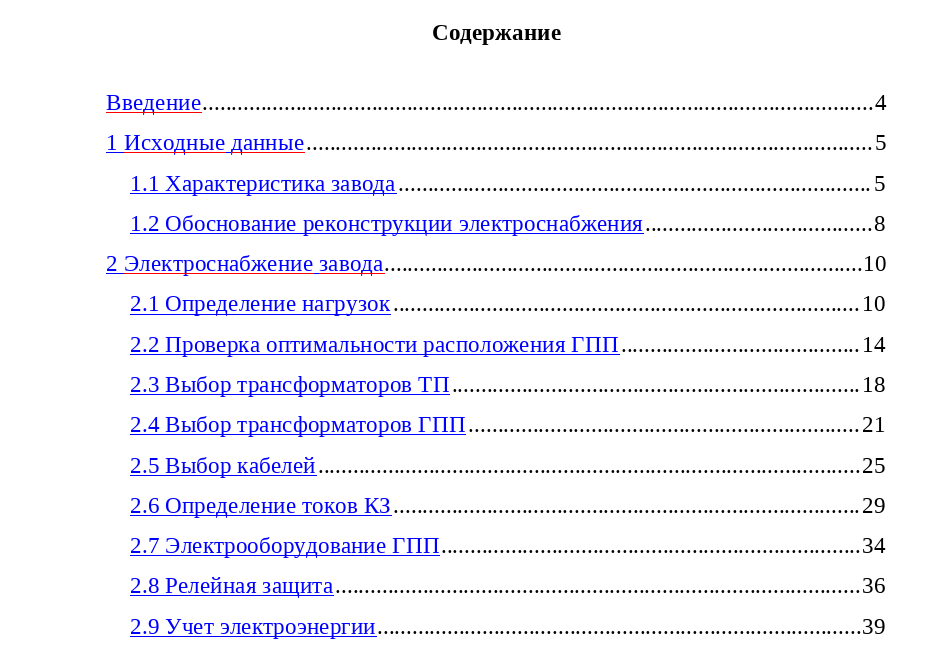 Содержание
Введение....................................................................................................................4
1 Исходные данные..................................................................................................5
1.1 Характеристика завода.................................................................................5
1.2 Обоснование реконструкции электроснабжения.......................................8
2 Электроснабжение завода..................................................................................10
2.1 Определение нагрузок................................................................................10
2.2 Проверка оптимальности расположения ГПП.........................................14
2.3 Выбор трансформаторов ТП......................................................................18
2.4 Выбор трансформаторов ГПП...................................................................21
2.5 Выбор кабелей.............................................................................................25
2.6 Определение токов КЗ................................................................................29
2.7 Электрооборудование ГПП........................................................................34
2.8 Релейная защита..........................................................................................36
2.9 Учет электроэнергии...................................................................................39